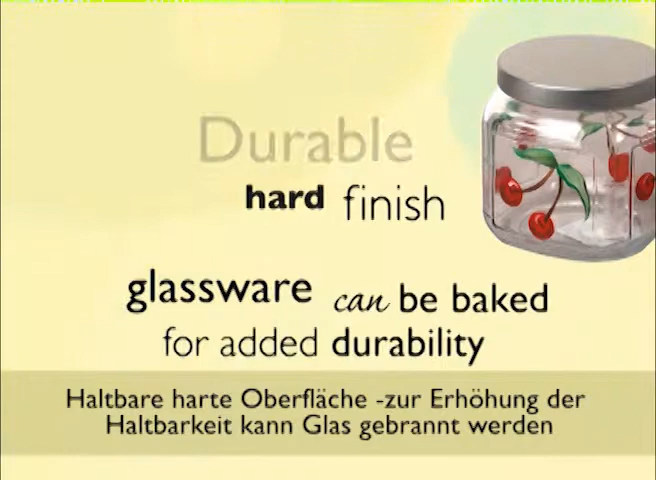 Durable
hard finish
glassware can be baked
for added durability
Haltbare harte Oberfläche -zur Erhöhung der
Haltbarkeit kann Glas gebrannt werden